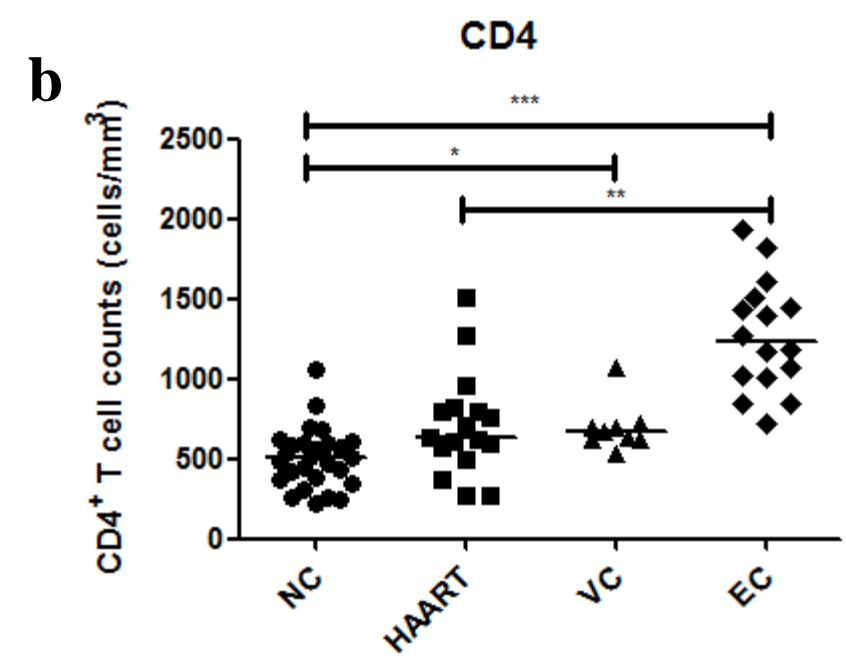 CD4
b
***
*
**
CD4⁺ T cell counts (cells/mm³)
2500
2000
1500
1000
500
0
NC
HAART
VC
EC